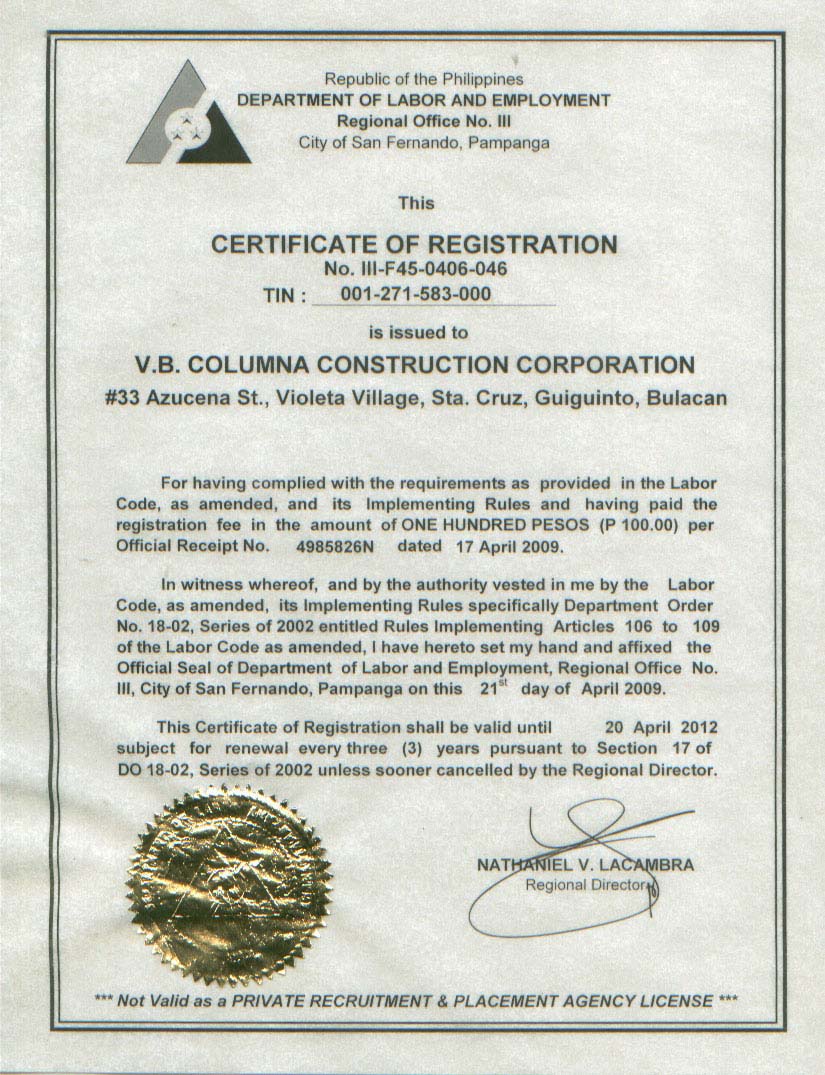 Republic of the Philippines
DEPARTMENT OF LABOR AND EMPLOYMENT
Regional Office No. III
City of San Fernando, Pampanga
This
CERTIFICATE OF REGISTRATION
No. III-F45-0406-046
TIN : 001-271-583-000
is issued to
V.B. COLUMNA CONSTRUCTION CORPORATION
#33 Azucena St., Violeta Village, Sta. Cruz, Guiguinto, Bulacan
For having complied with the requirements as provided in the Labor
Code, as amended, and its Implementing Rules and having paid the
registration fee in the amount of ONE HUNDRED PESOS (P 100.00) per
Official Receipt No. 4985826N dated 17 April 2009.
In witness whereof, and by the authority vested in me by the Labor
Code, as amended, its Implementing Rules specifically Department Order
No. 18-02, Series of 2002 entitled Rules Implementing Articles 106 to 109
of the Labor Code as amended, I have hereto set my hand and affixed the
Official Seal of Department of Labor and Employment, Regional Office No.
III, City of San Fernando, Pampanga on this 21st day of April 2009.
This Certificate of Registration shall be valid until 20 April 2012
subject for renewal every three (3) years pursuant to Section 17 of
DO 18-02, Series of 2002 unless sooner cancelled by the Regional Director.
NATHANIEL V. LACAMBRA
Regional Director
*** Not Valid as a PRIVATE RECRUITMENT & PLACEMENT AGENCY LICENSE ***